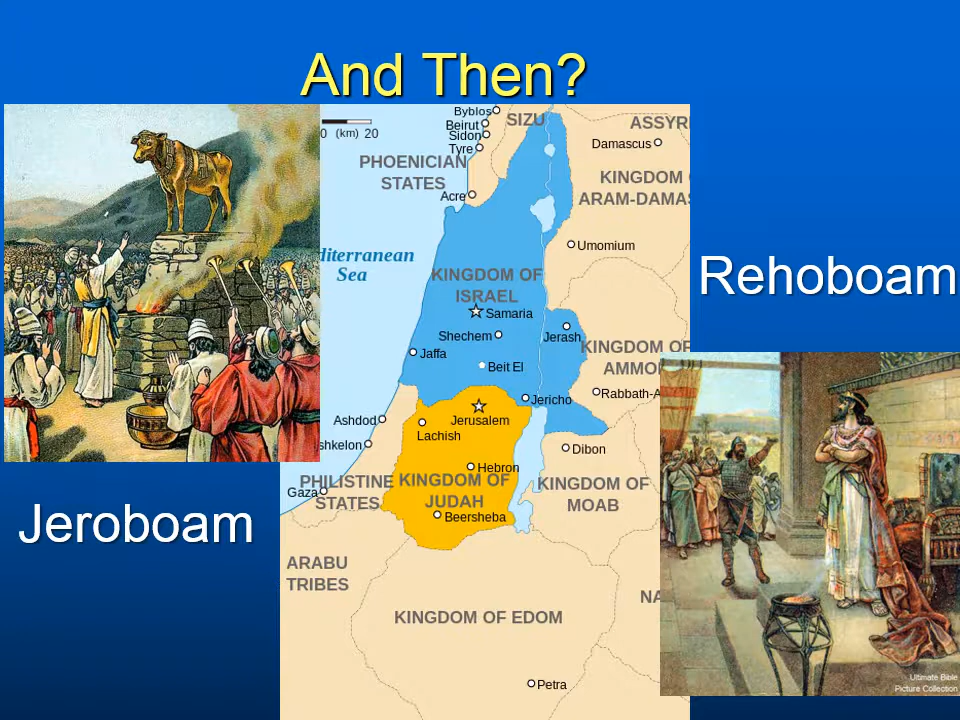 And Then?
Byblos
Beirut
Sidon
Tyre
SIZU
ASSYRI
0 (km) 20
Damascus
PHOENICIAN
STATES
KINGDOM O
ARAM-DAMAS
Acre
Umomium
diterranean
Sea
KINGDOM OF
ISRAEL
Samaria
Shechem
Jerash
Jaffa
KINGDOM OF
AMMO
Beit El
Jericho
Rabbath-A
Ashdod
Jerusalem
Lachish
shkelon
Dibon
Hebron
PHILISTINE
STATES
Gaza
KINGDOM OF
JUDAH
KINGDOM OF
MOAB
Beersheba
ARABU
TRIBES
NA
KINGDOM OF EDOM
Petra
Rehoboam
Jeroboam
Ultimate Bible
Picture Collection